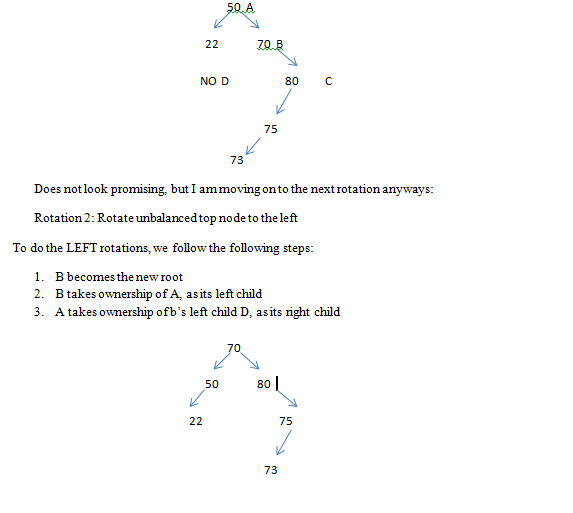 50 A
22 70 B
NO D 80 C
75
73
Does not look promising, but I am moving on to the next rotation anyways:
Rotation 2: Rotate unbalanced top node to the left
To do the LEFT rotations, we follow the following steps:
1. B becomes the new root
2. B takes ownership of A, as its left child
3. A takes ownership of b's left child D, as its right child
70
50 80
22 75
73